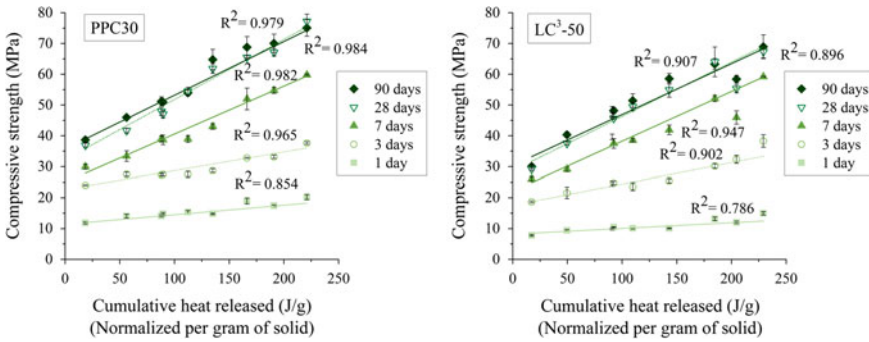 PPC30
R2= 0.979
R2= 0.984
R2= 0.982
R2= 0.965
R2= 0.854
Compressive strength (MPa)
80
70
60
50
40
30
20
10
0
0 50 100 150 200 250
Cumulative heat released (J/g)
(Normalized per gram of solid)
90 days
28 days
7 days
3 days
1 day
LC3-50
R2= 0.907
R2= 0.896
R2= 0.947
R2= 0.902
R2= 0.786
Compressive strength (MPa)
80
70
60
50
40
30
20
10
0
0 50 100 150 200 250
Cumulative heat released (J/g)
(Normalized per gram of solid)
90 days
28 days
7 days
3 days
1 day